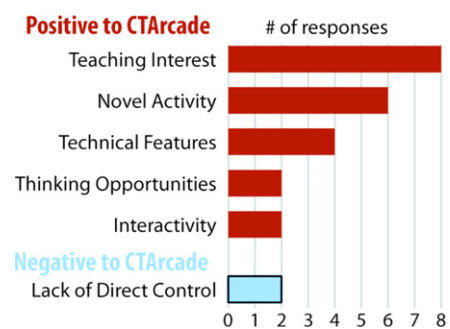 Positive to CTArcade # of responses
Teaching Interest
Novel Activity
Technical Features
Thinking Opportunities
Interactivity
Negative to CTArcade
Lack of Direct Control
0 1 2 3 4 5 6 7 8